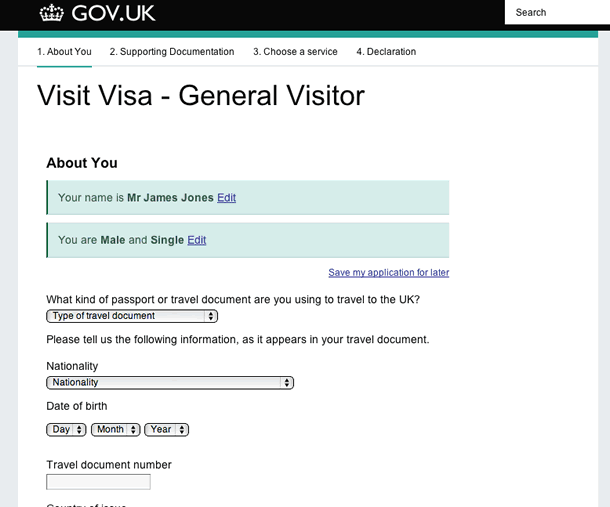 GOV.UK
Search
1. About You 2. Supporting Documentation 3. Choose a service 4. Declaration
Visit Visa - General Visitor
About You
Your name is Mr James Jones Edit
You are Male and Single Edit
Save my application for later
What kind of passport or travel document are you using to travel to the UK?
Type of travel document
Please tell us the following information, as it appears in your travel document.
Nationality
Nationality
Date of birth
Day Month Year
Travel document number
Country of issue